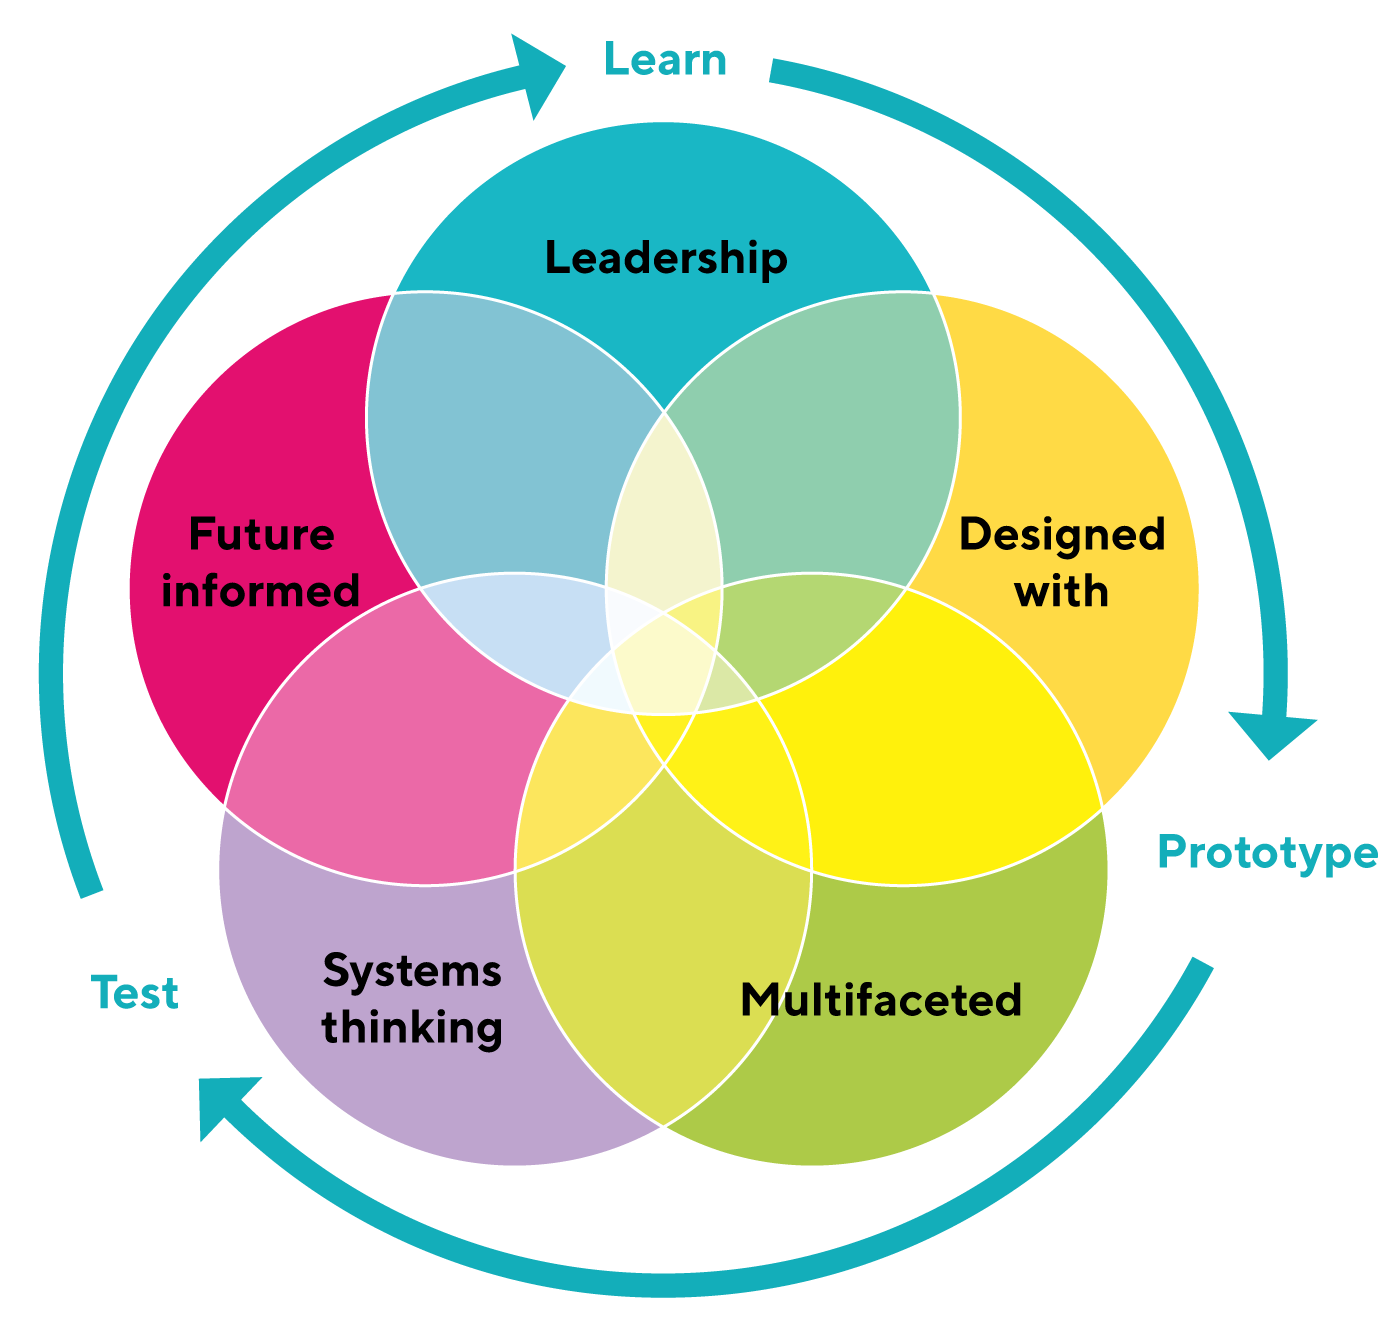 Learn
Leadership
Future
informed
Designed
with
Prototype
Systems
thinking
Multifaceted
Test